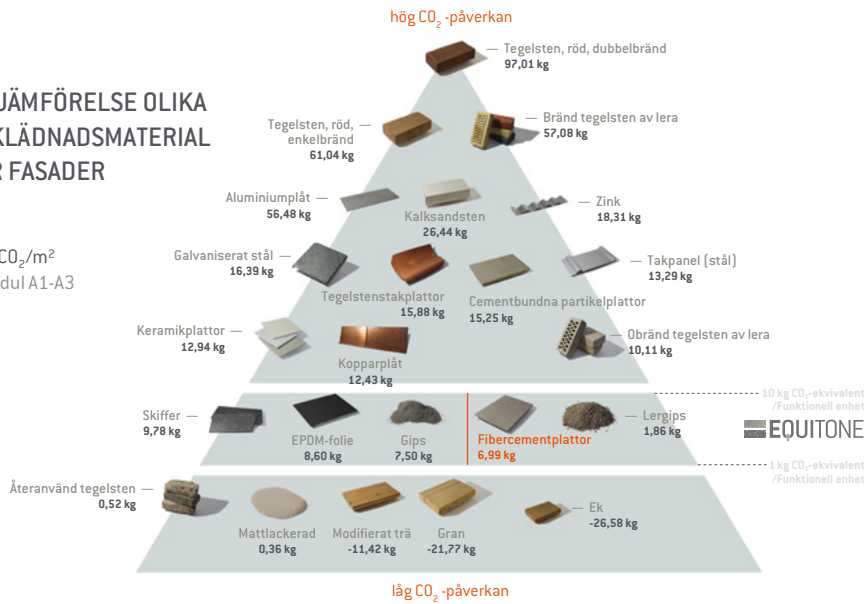 hög CO₂ -påverkan
Tegelsten, röd, dubbelbränd
97,01 kg
JÄMFÖRELSE OLIKA
KLÄDNADSMATERIAL
R FASADER
Tegelsten, röd,
enkelbränd
61,04 kg
Bränd tegelsten av lera
57,08 kg
Aluminiumplåt
56,48 kg
Kalksandsten
26,44 kg
Zink
18,31 kg
CO₂/m²
dul A1-A3
Galvaniserat stål
16,39 kg
Tegelstenstakplattor
15,88 kg
Cementbundna partikelplattor
15,25 kg
Takpanel (stål)
13,29 kg
Keramikplattor
12,94 kg
Kopparplåt
12,43 kg
Obränd tegelsten av lera
10,11 kg
10 kg CO₂-ekvivalent
/Funktionell enhet
Skiffer
9,78 kg
EPDM-folie
8,60 kg
Gips
7,50 kg
Fibercementplattor
6,99 kg
Lergips
1,86 kg
EQUITONE
1 kg CO₂-ekvivalent
/Funktionell enhet
Återanvänd tegelsten
0,52 kg
Mattlackerad
0,36 kg
Modifierat trä
-11,42 kg
Gran
-21,77 kg
Ek
-26,58 kg
låg CO₂ -påverkan